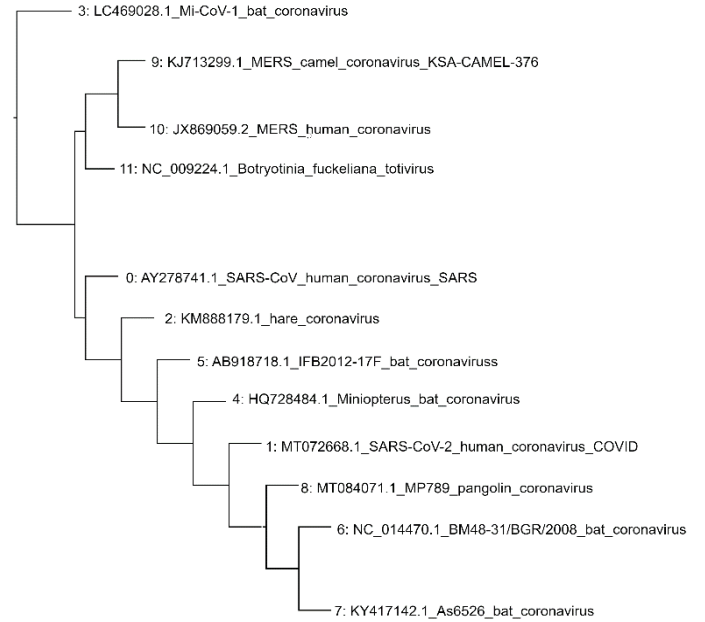 3: LC469028.1_Mi-CoV-1_bat_coronavirus
9: KJ713299.1_MERS_camel_coronavirus_KSA-CAMEL-376
10: JX869059.2_MERS_human_coronavirus
11: NC_009224.1_Botryotinia_fuckeliana_totivirus
0: AY278741.1_SARS-CoV_human_coronavirus_SARS
2: KM888179.1_hare_coronavirus
5: AB918718.1_IFB2012-17F_bat_coronaviruss
4: HQ728484.1_Miniopterus_bat_coronavirus
1: MT072668.1_SARS-CoV-2_human_coronavirus_COVID
8: MT084071.1_MP789_pangolin_coronavirus
6: NC_014470.1_BM48-31/BGR/2008_bat_coronavirus
7: KY417142.1_As6526_bat_coronavirus